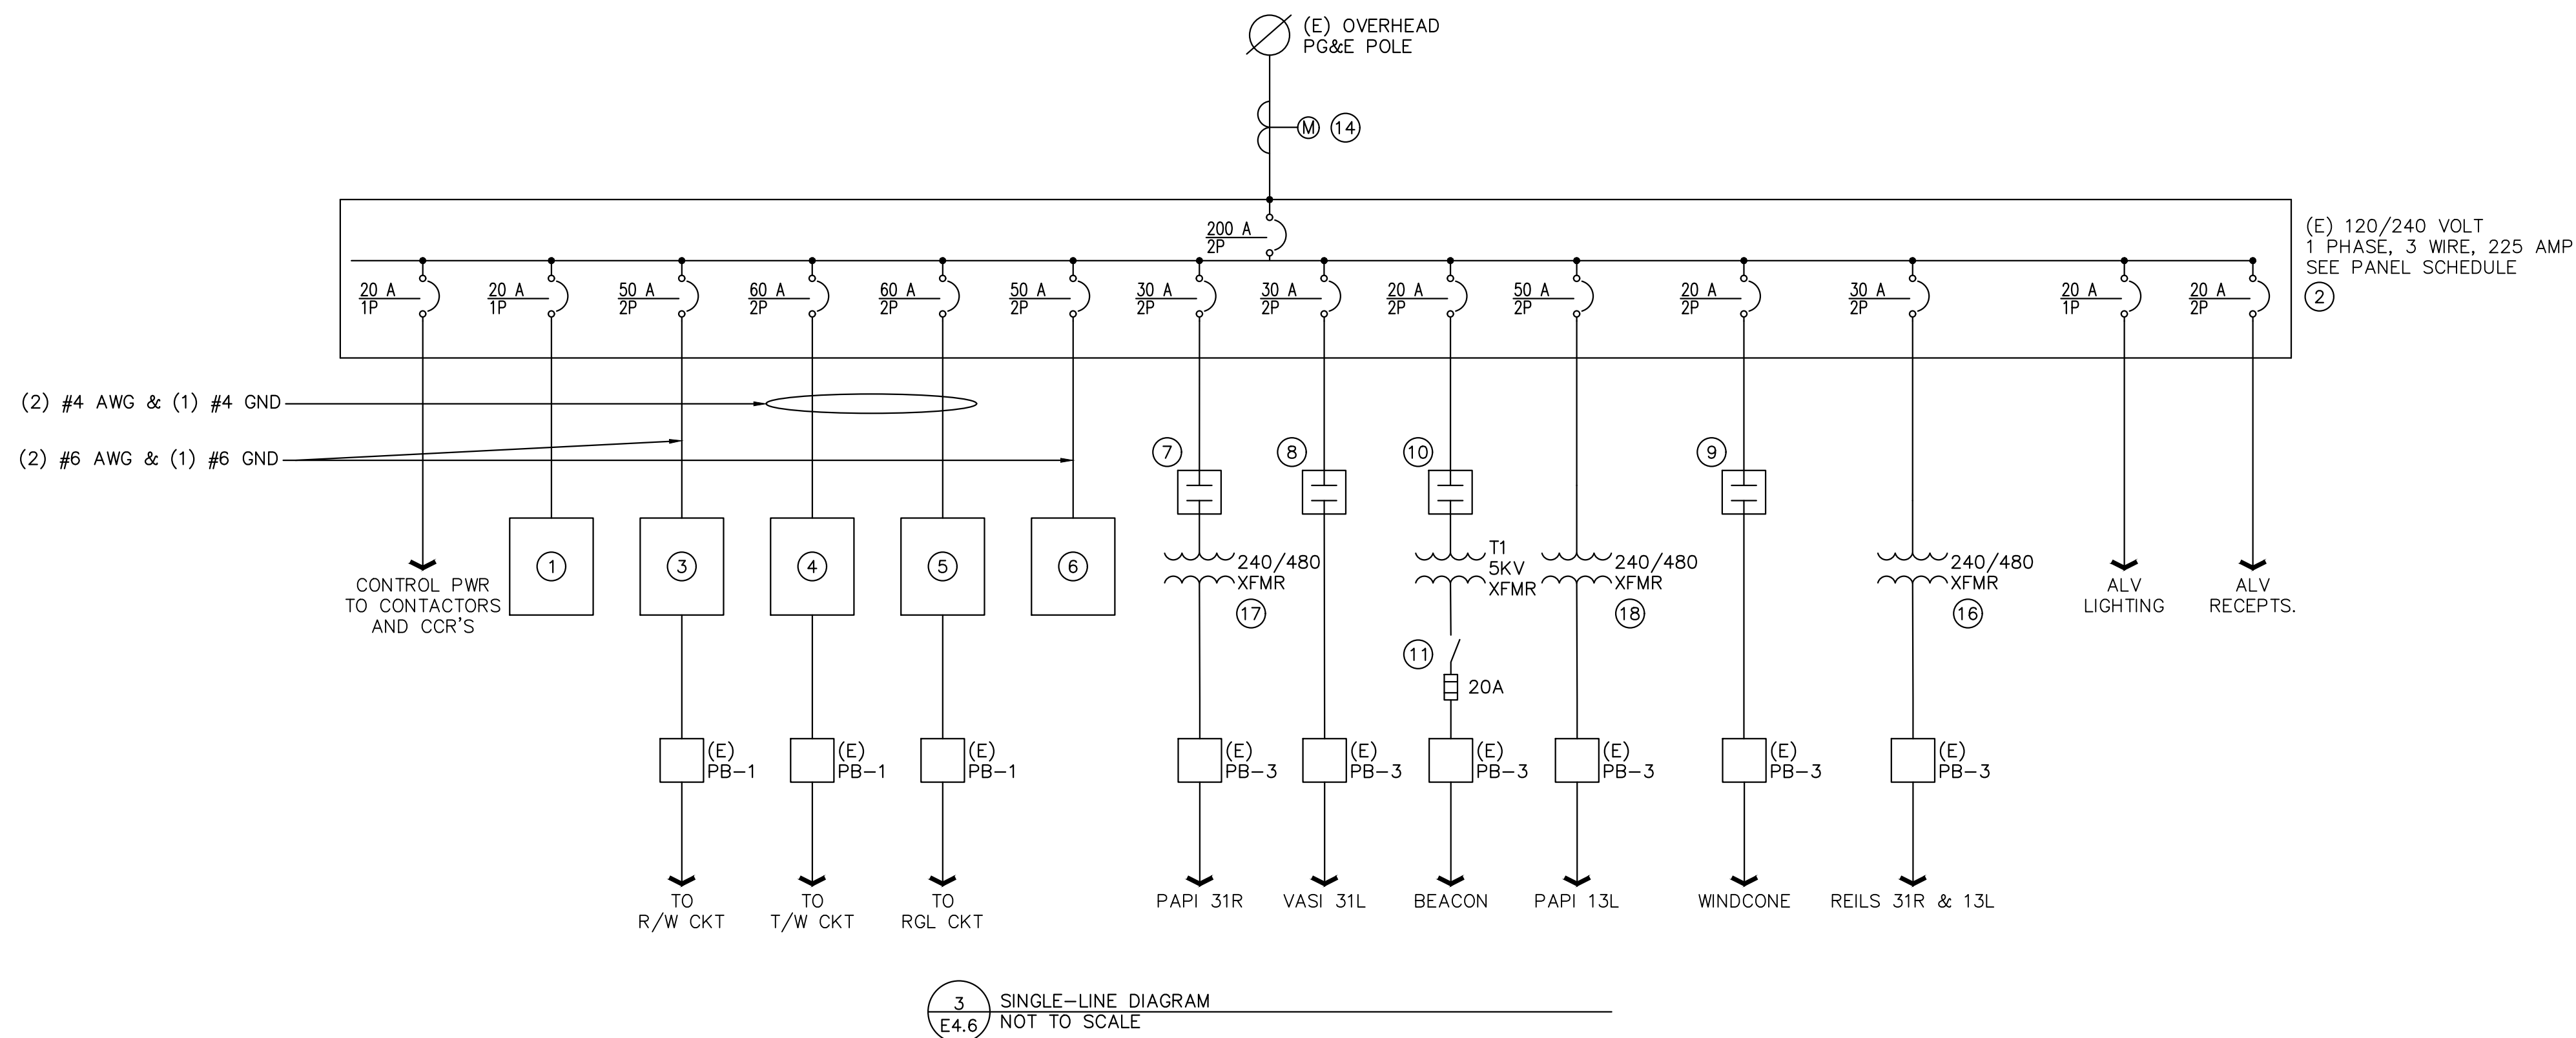 (E) OVERHEAD
PG&E POLE
M 14
200 A
2P
(E) 120/240 VOLT
1 PHASE, 3 WIRE, 225 AMP
SEE PANEL SCHEDULE
2
20 A
1P
20 A
1P
50 A
2P
60 A
2P
60 A
2P
50 A
2P
30 A
2P
30 A
2P
20 A
2P
50 A
2P
20 A
2P
30 A
2P
20 A
1P
20 A
2P
(2) #4 AWG & (1) #4 GND
(2) #6 AWG & (1) #6 GND
7
8
10
9
CONTROL PWR
TO CONTACTORS
AND CCR'S
1
3
4
5
6
240/480
XFMR
17
T1
5KV
XFMR
240/480
XFMR
18
240/480
XFMR
16
ALV
LIGHTING
ALV
RECEPTS.
11
20A
(E)
PB-1
(E)
PB-1
(E)
PB-1
(E)
PB-3
(E)
PB-3
(E)
PB-3
(E)
PB-3
(E)
PB-3
(E)
PB-3
TO
R/W CKT
TO
T/W CKT
TO
RGL CKT
PAPI 31R
VASI 31L
BEACON
PAPI 13L
WINDCONE
REILS 31R & 13L
3
E4.6
SINGLE-LINE DIAGRAM
NOT TO SCALE